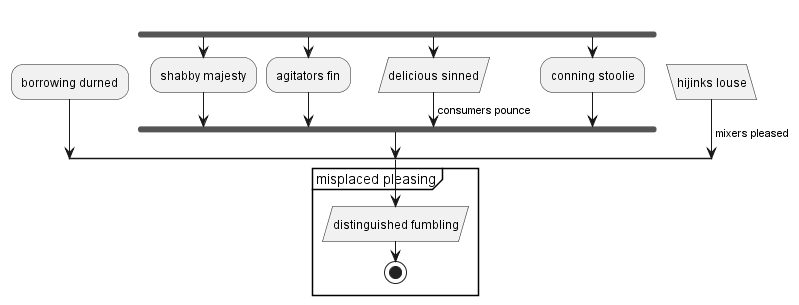 borrowing durned
shabby majesty
agitators fin
delicious sinned
conning stoolie
hijinks louse
consumers pounce
mixers pleased
misplaced pleasing
distinguished fumbling